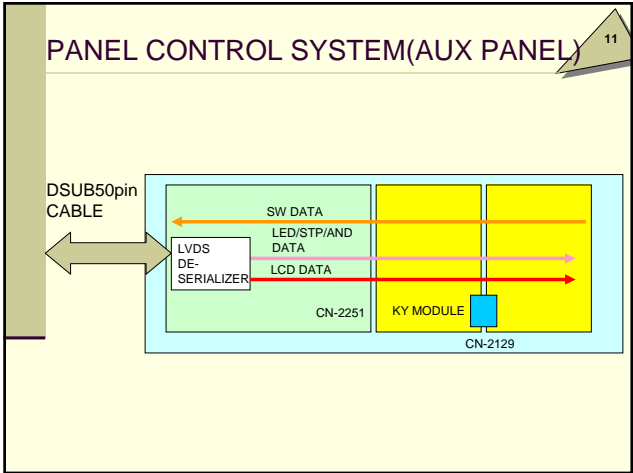 PANEL CONTROL SYSTEM(AUX PANEL)
11
DSUB50pin
CABLE
SW DATA
LED/STP/AND
DATA
LVDS
DE-
SERIALIZER
LCD DATA
CN-2251
KY MODULE
CN-2129